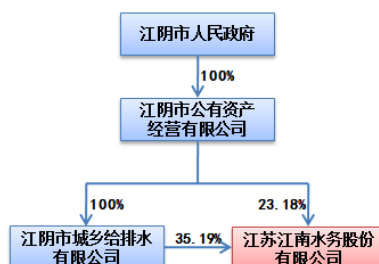 江阴市人民政府
100%
江阴市公有资产
经营有限公司
100%
23.18%
江阴市城乡给排水
有限公司
35.19%
江苏江南水务股份
有限公司